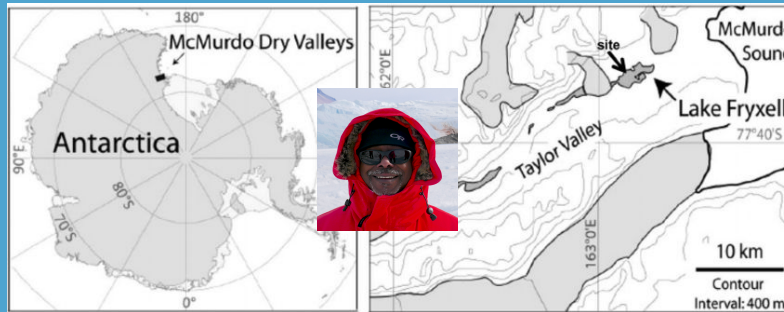 180°
McMurdo Dry Valleys
Antarctica
90°E
80°S
70°S
0°
site
McMurd
Soun
Lake Fryxell
77°40'S
Taylor Valley
163°0'E
10 km
Contour
Interval: 400 m